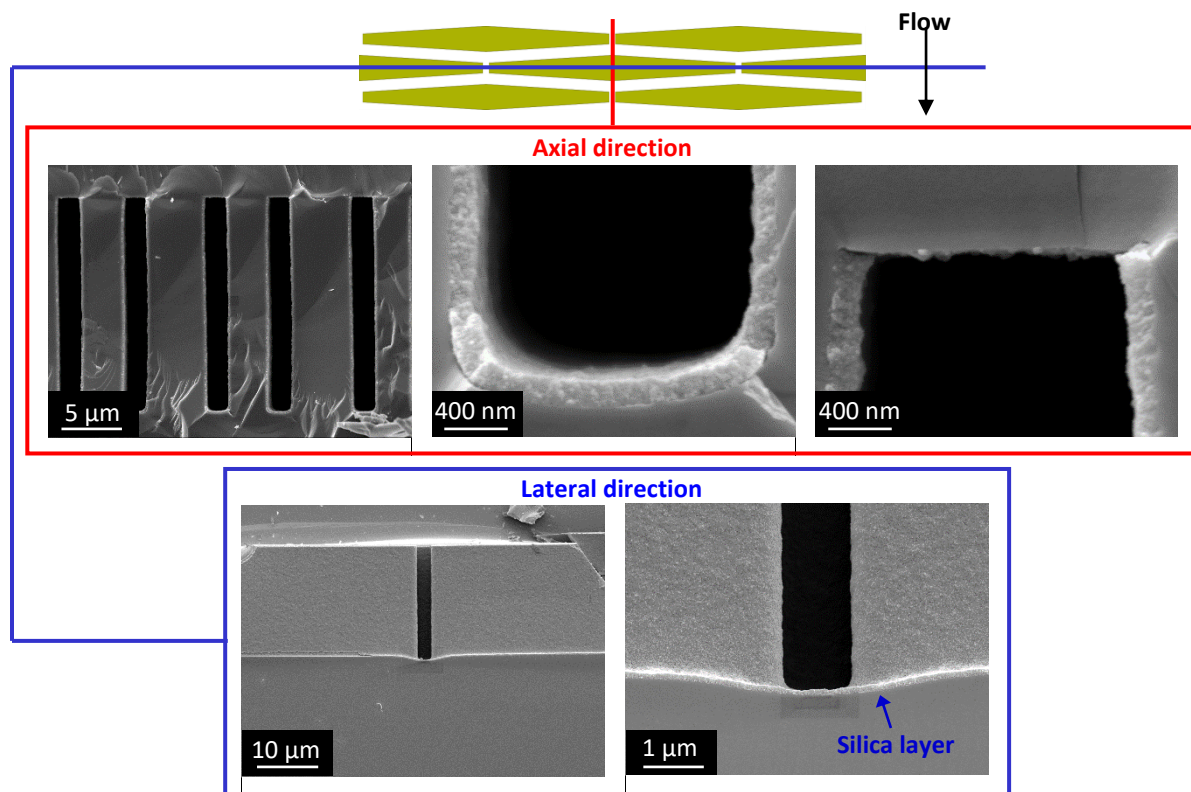 Flow
Axial direction
5 µm
400 nm
400 nm
Lateral direction
10 µm
1 µm
Silica layer